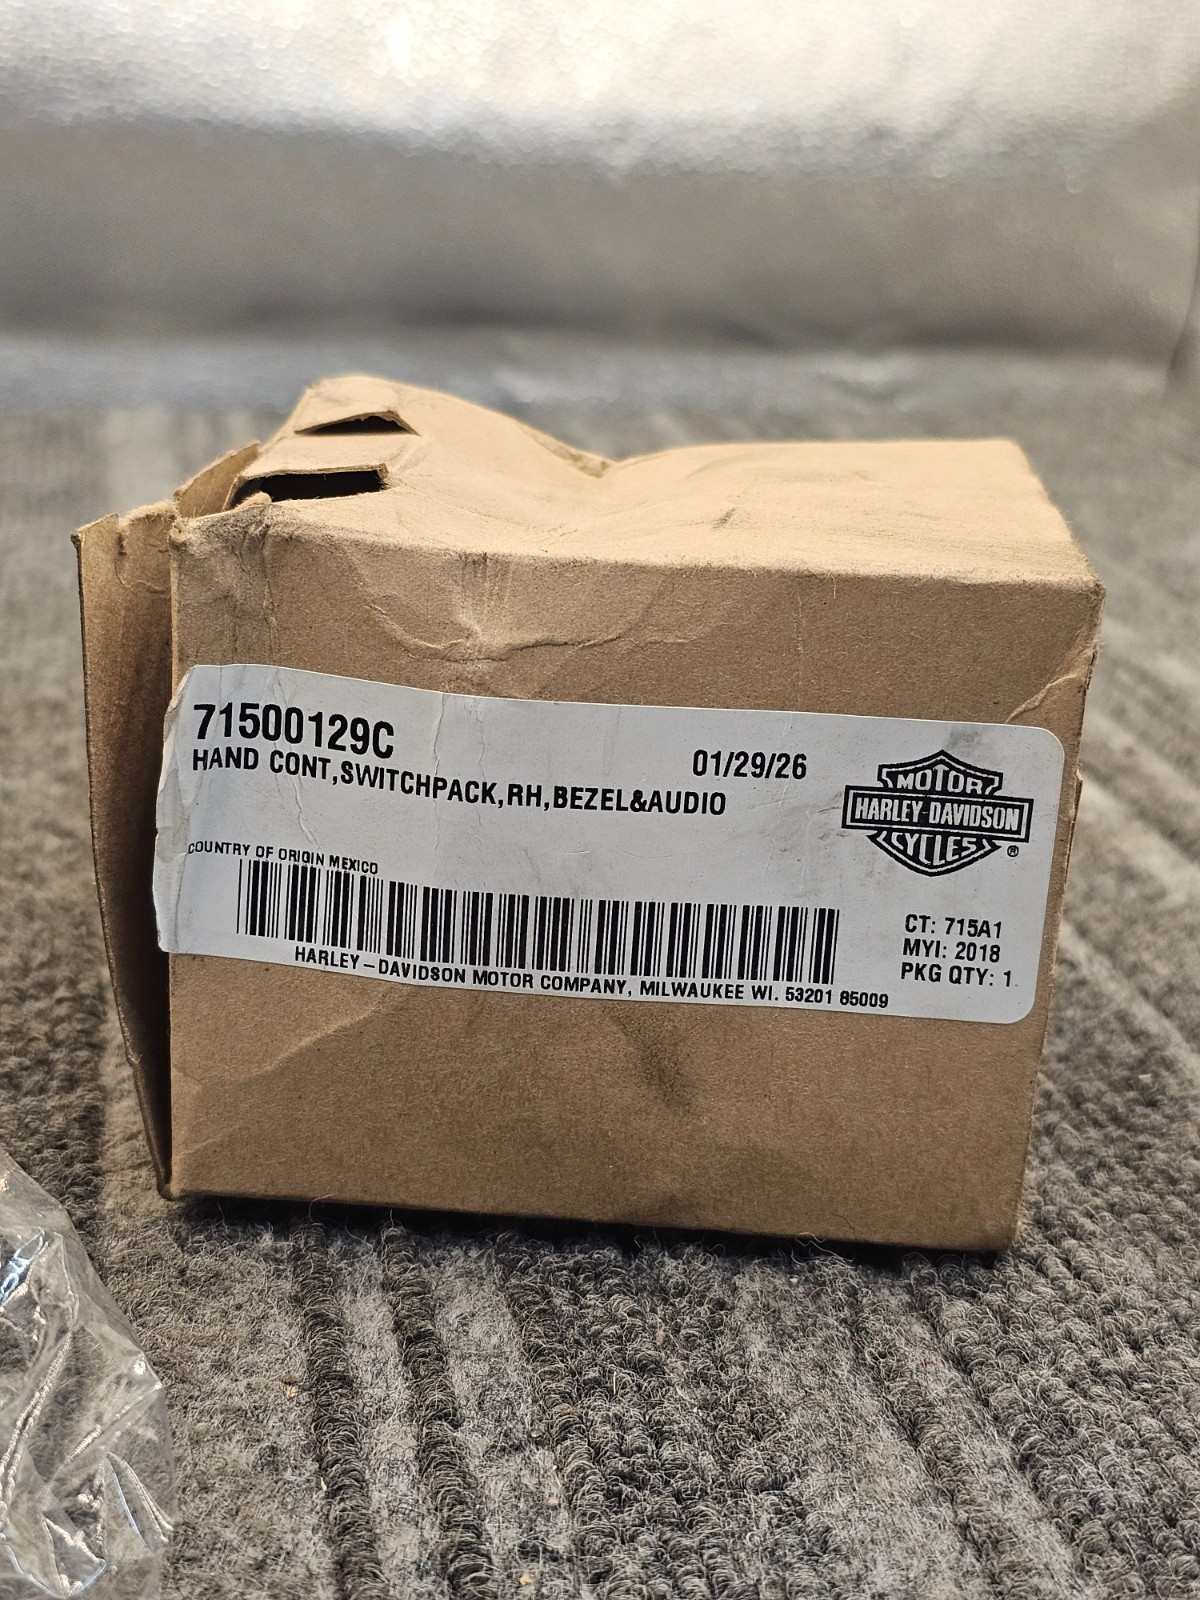 71500129C
01/29/26
HAND CONT,SWITCHPACK,RH,BEZEL&AUDIO
MOTOR
HARLEY-DAVIDSON
CYCLES
®
COUNTRY OF ORIGIN MEXICO
CT: 715A1
MYI: 2018
PKG QTY: 1
HARLEY-DAVIDSON MOTOR COMPANY, MILWAUKEE WI. 53201 85009